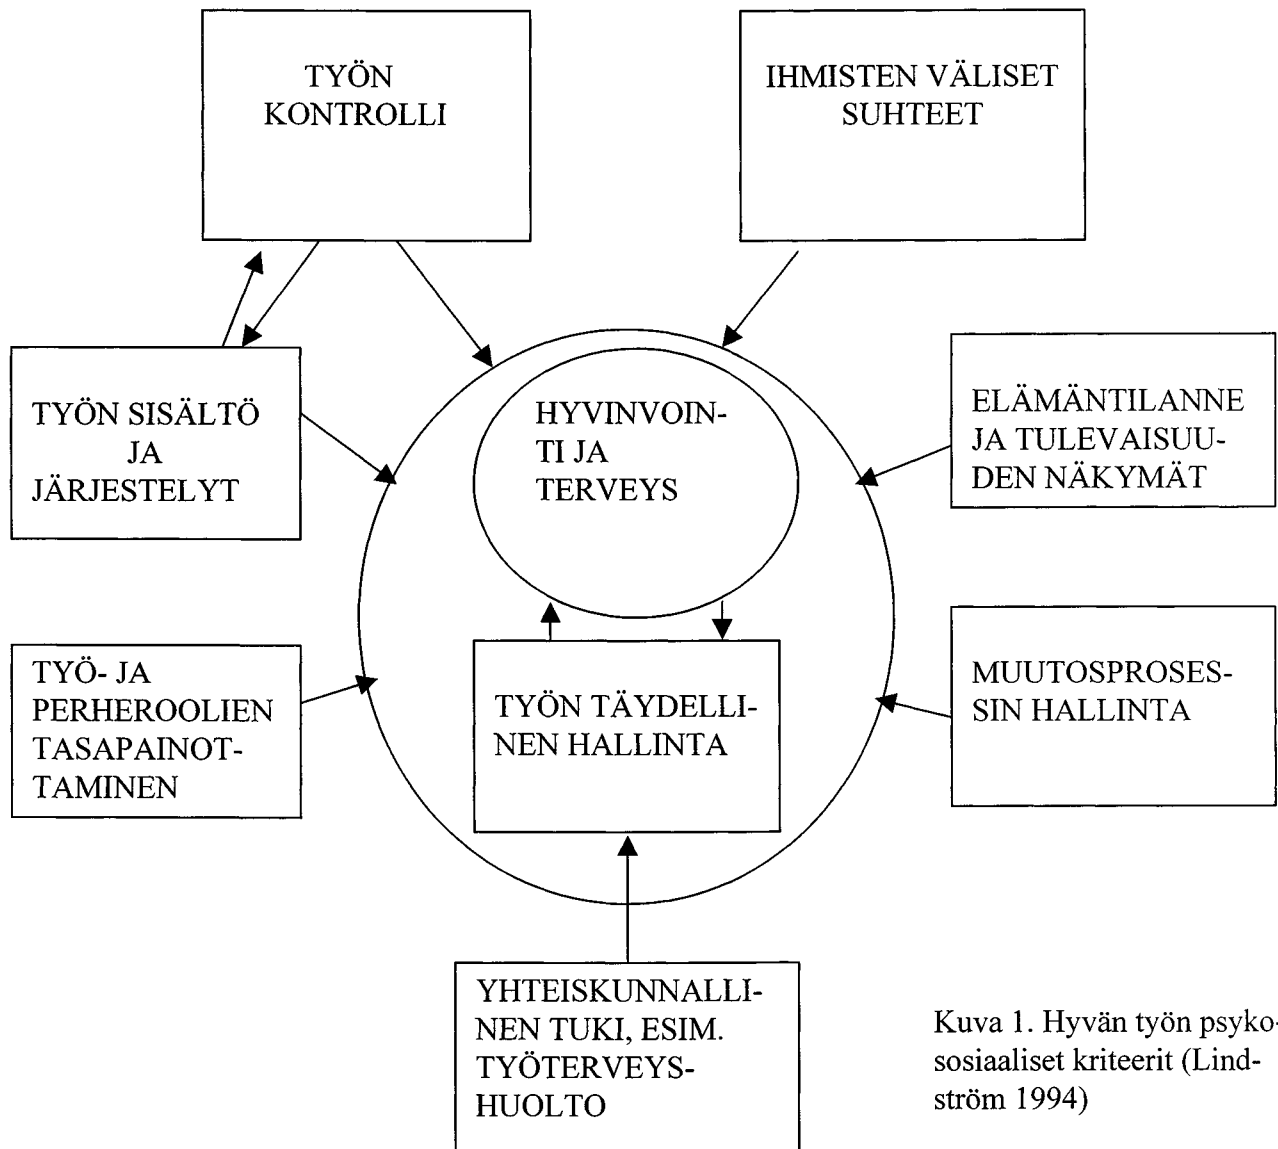 TYÖN
KONTROLLI
IHMISTEN VÄLISET
SUHTEET
TYÖN SISÄLTÖ
JA
JÄRJESTELYT
HYVINVOIN-
TI JA
TERVEYS
ELÄMÄNTILANNE
JA TULEVAISUU-
DEN NÄKYMÄT
TYÖ- JA
PERHEROOLIEN
TASAPAINOT-
TAMINEN
TYÖN TÄYDELLI-
NEN HALLINTA
MUUTOSPROSES-
SIN HALLINTA
YHTEISKUNNALLI-
NEN TUKI, ESIM.
TYÖTERVEYS-
HUOLTO
Kuva 1. Hyvän työn psyko-
sosiaaliset kriteerit (Lind-
ström 1994)